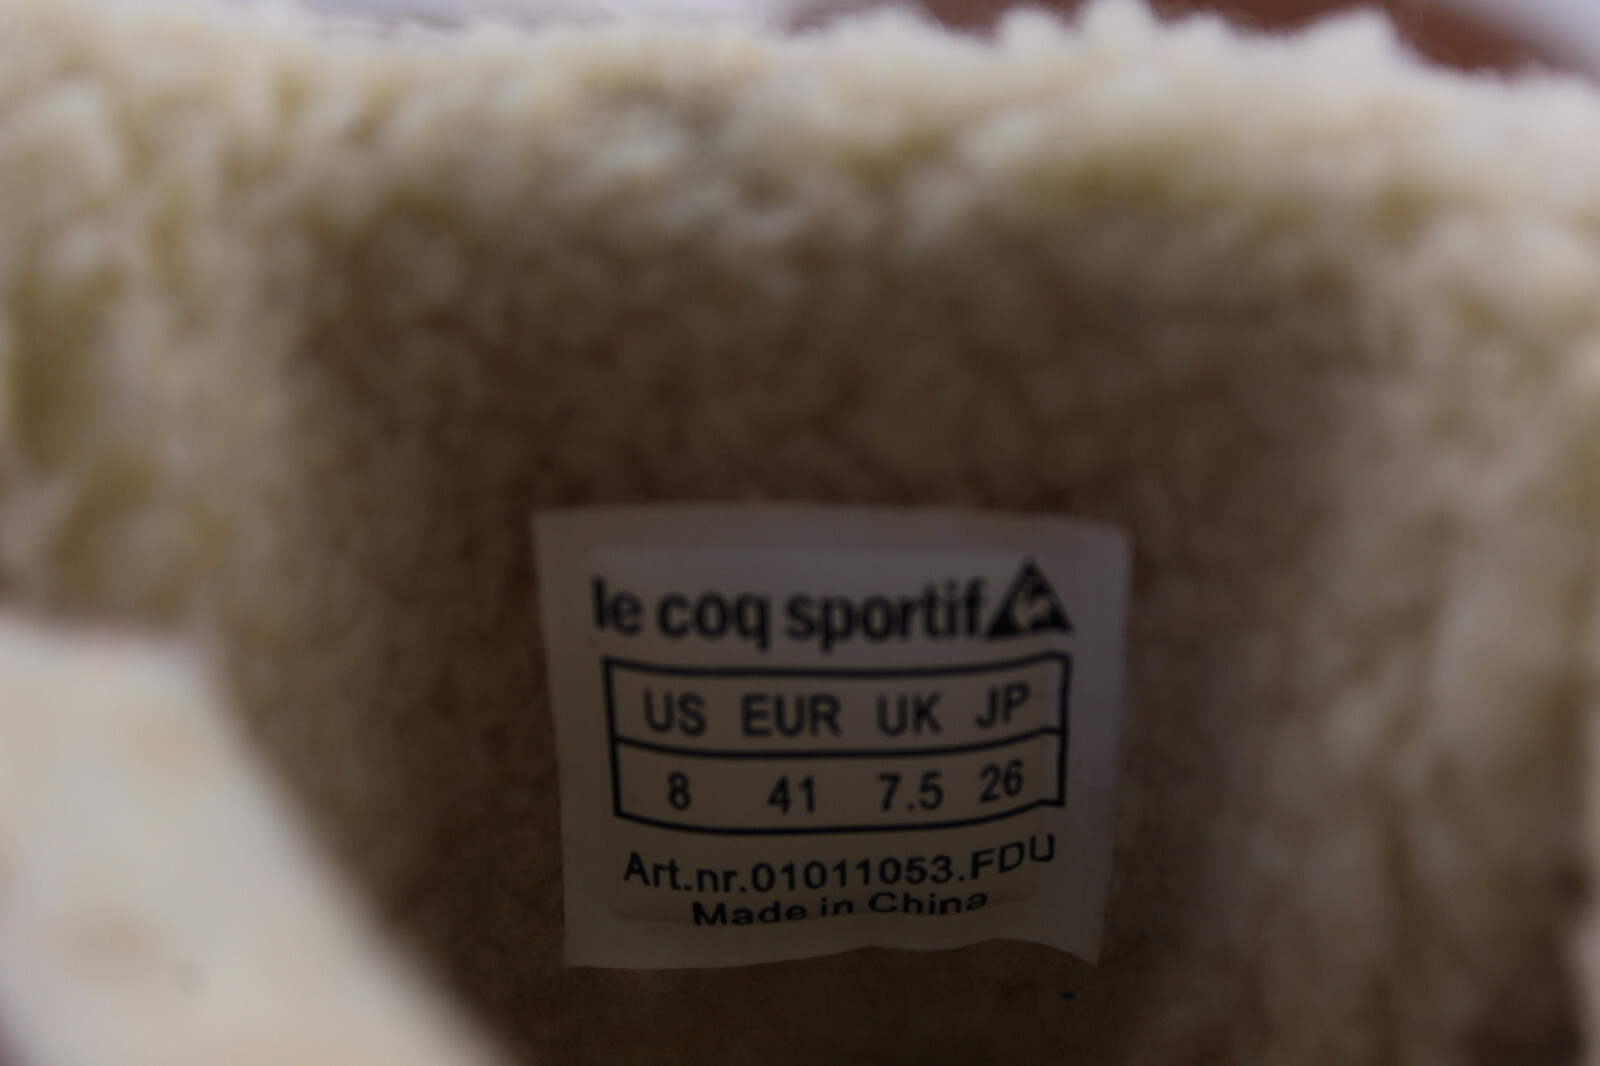 le coq sportif
US EUR UK JP
8 41 7.5 26
Art.nr.01011053.FDU
Made in China